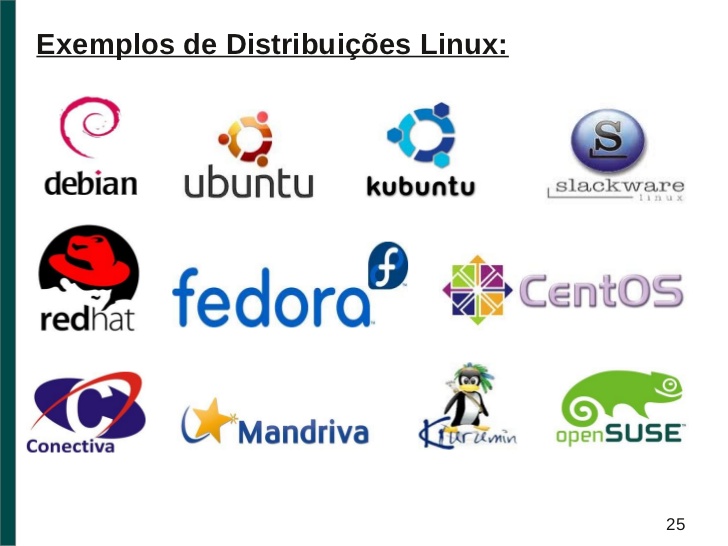 Exemplos de Distribuições Linux:
debian
ubuntu
kubuntu
S
slackware
linux
redhat
fedora
f
CentOS
C
Conectiva
Mandriva
Kurumin
openSUSE
25